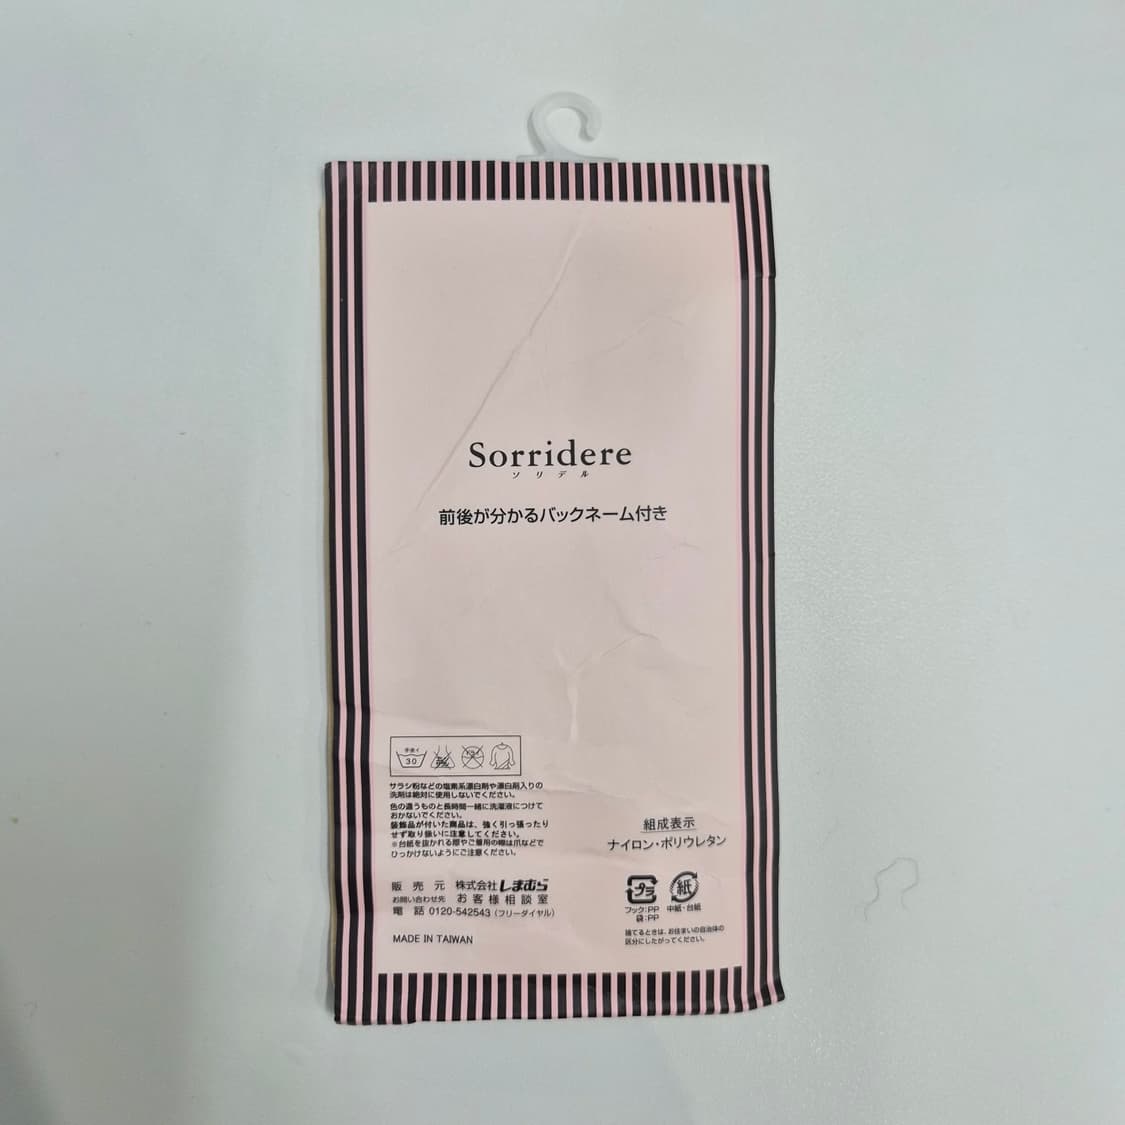 Sorridere
ソリデル
前後が分かるバックネーム付き
手洗イ
30
サラシ粉などの塩素系漂白剤や漂白剤入りの
洗剤は絶対に使用しないでください。
色の違うものと長時間一緒に洗濯液につけて
おかないでください。
装飾品が付いた商品は、強く引っ張ったり
せず取り扱いに注意してください。
※台紙を抜かれる際やご着用の際は爪などで
ひっかけないようにご注意ください。
組成表示
ナイロン・ポリウレタン
販売元 株式会社しまむら
お問い合わせ先 お客様相談室
電話 0120-542543(フリーダイヤル)
MADE IN TAIWAN
プラ
フック:PP
袋:PP
紙
中紙・台紙
捨てるときは、お住まいの自治体の
区分にしたがってください。